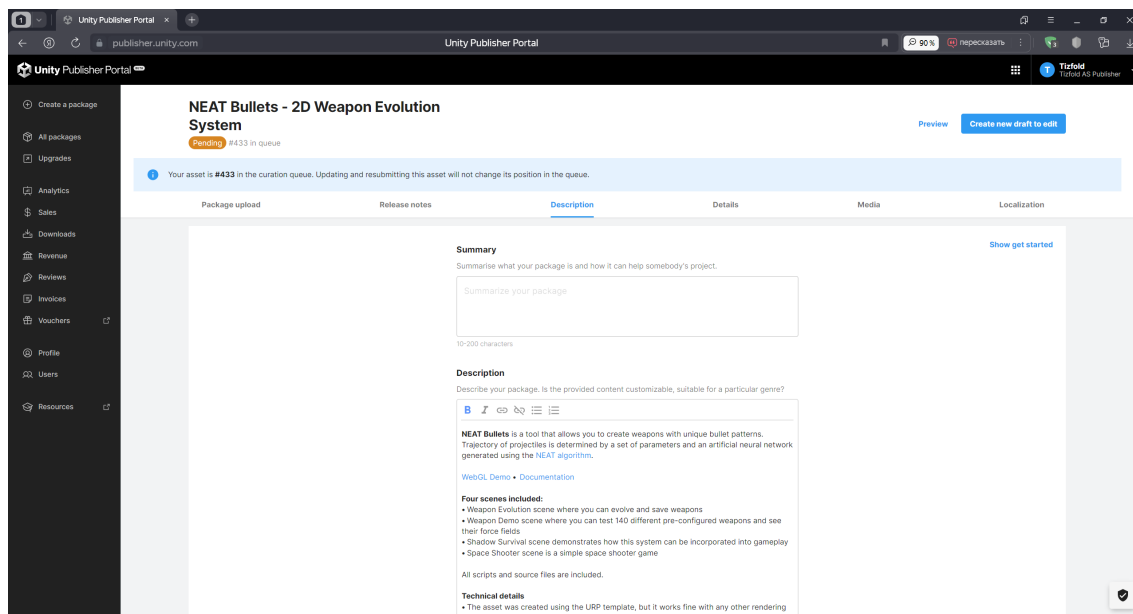 1
Unity Publisher Portal
publisher.unity.com
Unity Publisher Portal
90 %
пересказать
3
Unity Publisher Portal
T
Tizfold
Tizfold AS Publisher
Create a package
All packages
Upgrades
Analytics
Sales
Downloads
Revenue
Reviews
Invoices
Vouchers
Profile
Users
Resources
NEAT Bullets - 2D Weapon Evolution
System
Pending #433 in queue
Preview
Create new draft to edit
Your asset is #433 in the curation queue. Updating and resubmitting this asset will not change its position in the queue.
Package upload
Release notes
Description
Details
Media
Localization
Show get started
Summary
Summarise what your package is and how it can help somebody's project.
Summarize your package
10-200 characters
Description
Describe your package. Is the provided content customizable, suitable for a particular genre?
B I
NEAT Bullets is a tool that allows you to create weapons with unique bullet patterns.
Trajectory of projectiles is determined by a set of parameters and an artificial neural network
generated using the NEAT algorithm.
WebGL Demo • Documentation
Four scenes included:
• Weapon Evolution scene where you can evolve and save weapons
• Weapon Demo scene where you can test 140 different pre-configured weapons and see
their force fields
• Shadow Survival scene demonstrates how this system can be incorporated into gameplay
• Space Shooter scene is a simple space shooter game
All scripts and source files are included.
Technical details
• The asset was created using the URP template, but it works fine with any other rendering